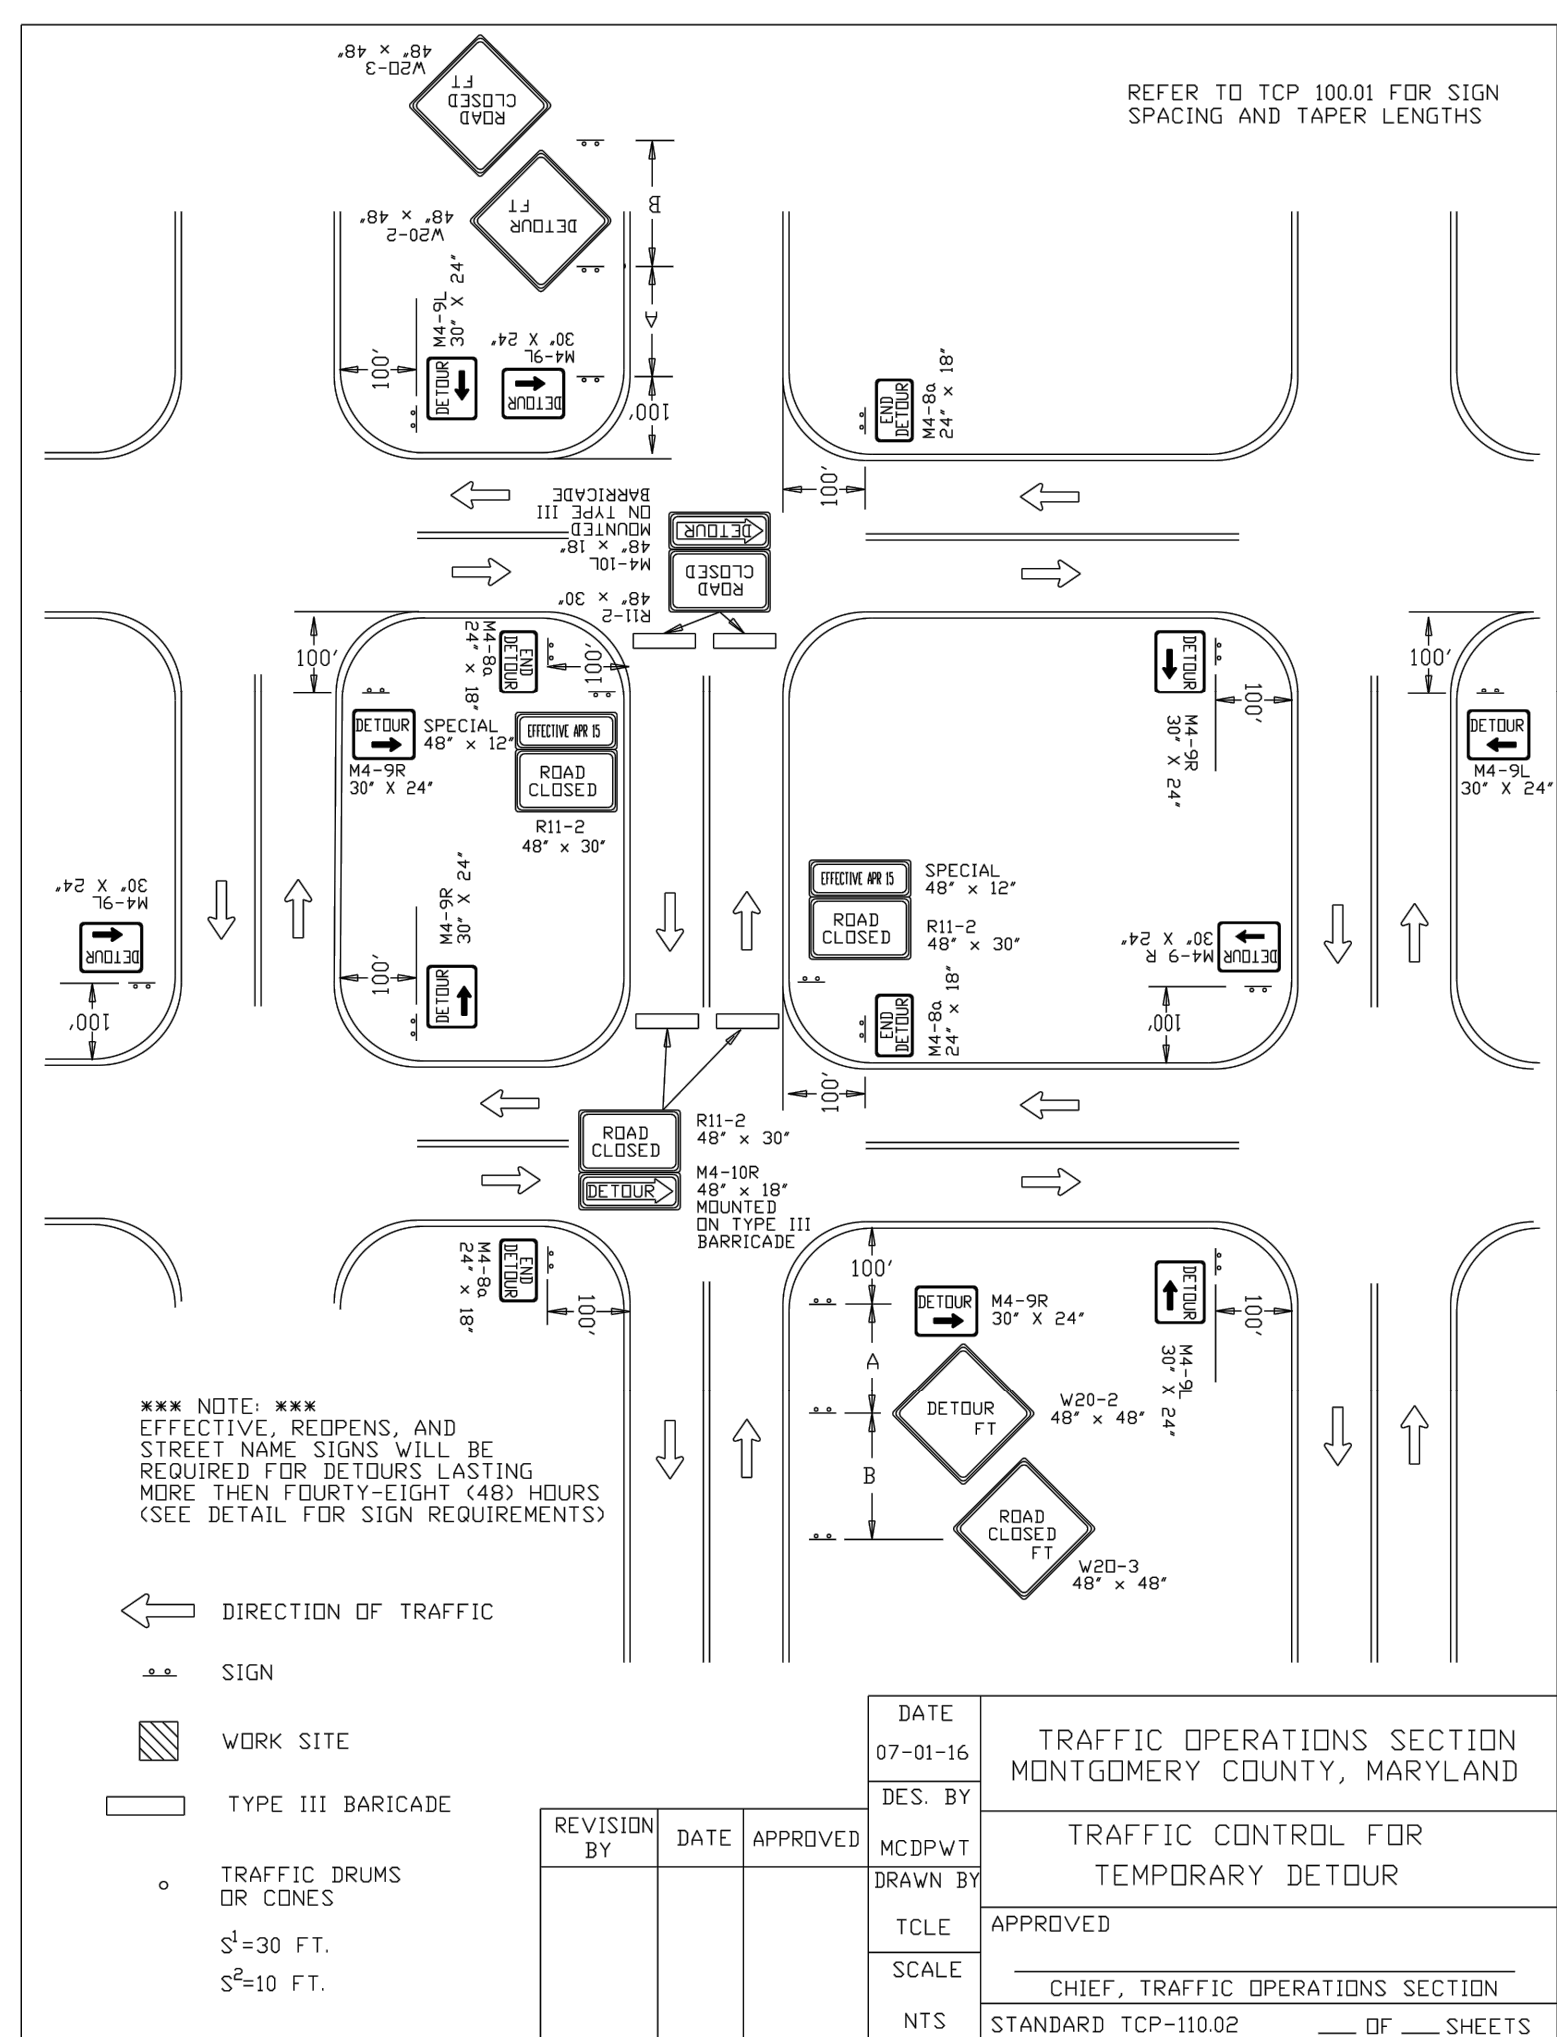 REFER TO TCP 100.01 FOR SIGN
SPACING AND TAPER LENGTHS
W20-3
48" × 48"
ROAD
CLOSED
FT
W20-2
48" × 48"
DETOUR
FT
B
A
100'
M4-9L
30" X 24"
DETOUR
100'
M4-9L
30" X 24"
DETOUR
END
DETOUR
M4-8a
24" × 18"
100'
R11-2
48" × 30"
M4-10L
48" × 18"
MOUNTED
ON TYPE III
BARRICADE
ROAD
CLOSED
DETOUR
100'
M4-8a
24" × 18"
END
DETOUR
100'
DETOUR
M4-9R
30" X 24"
SPECIAL
48" × 12"
EFFECTIVE APR 15
ROAD
CLOSED
R11-2
48" × 30"
DETOUR
M4-9R
30" X 24"
100'
100'
DETOUR
M4-9L
30" X 24"
M4-9L
30" X 24"
DETOUR
100'
M4-9R
30" X 24"
DETOUR
100'
EFFECTIVE APR 15
SPECIAL
48" × 12"
ROAD
CLOSED
R11-2
48" × 30"
END
DETOUR
M4-8a
24" × 18"
100'
M4-9 R
30" X 24"
DETOUR
100'
ROAD
CLOSED
DETOUR
R11-2
48" × 30"
M4-10R
48" × 18"
MOUNTED
ON TYPE III
BARRICADE
M4-8a
24" × 18"
END
DETOUR
100'
100'
DETOUR
M4-9R
30" X 24"
A
DETOUR
FT
W20-2
48" × 48"
B
ROAD
CLOSED
FT
W20-3
48" × 48"
DETOUR
M4-9L
30" X 24"
100'
*** NOTE: ***
EFFECTIVE, REOPENS, AND
STREET NAME SIGNS WILL BE
REQUIRED FOR DETOURS LASTING
MORE THEN FOURTY-EIGHT (48) HOURS
(SEE DETAIL FOR SIGN REQUIREMENTS)
DIRECTION OF TRAFFIC
SIGN
WORK SITE
TYPE III BARICADE
TRAFFIC DRUMS
OR CONES
S¹=30 FT.
S²=10 FT.
REVISION
BY
DATE
APPROVED
DATE
07-01-16
DES. BY
MCDPWT
DRAWN BY
TCLE
SCALE
NTS
TRAFFIC OPERATIONS SECTION
MONTGOMERY COUNTY, MARYLAND
TRAFFIC CONTROL FOR
TEMPORARY DETOUR
APPROVED
CHIEF, TRAFFIC OPERATIONS SECTION
STANDARD TCP-110.02 ___ OF ___ SHEETS